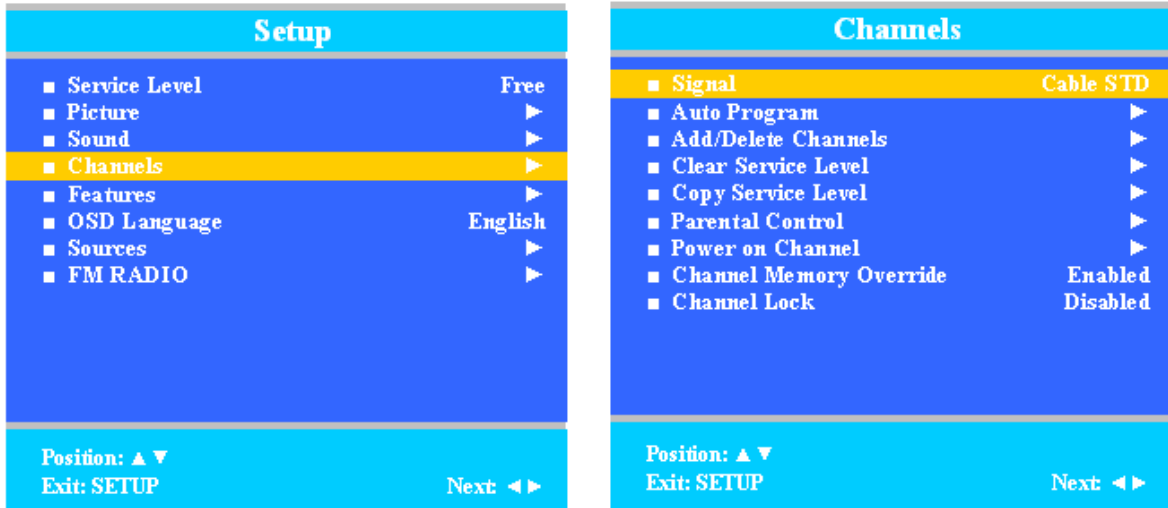 Setup
Service Level Free
Picture ▶
Sound ▶
Channels ▶
Features ▶
OSD Language English
Sources ▶
FM RADIO ▶
Position: ▲ ▼
Exit: SETUP Next: ◀ ▶
Channels
Signal Cable STD
Auto Program ▶
Add/Delete Channels ▶
Clear Service Level ▶
Copy Service Level ▶
Parental Control ▶
Power on Channel ▶
Channel Memory Override Enabled
Channel Lock Disabled
Position: ▲ ▼
Exit: SETUP Next: ◀ ▶